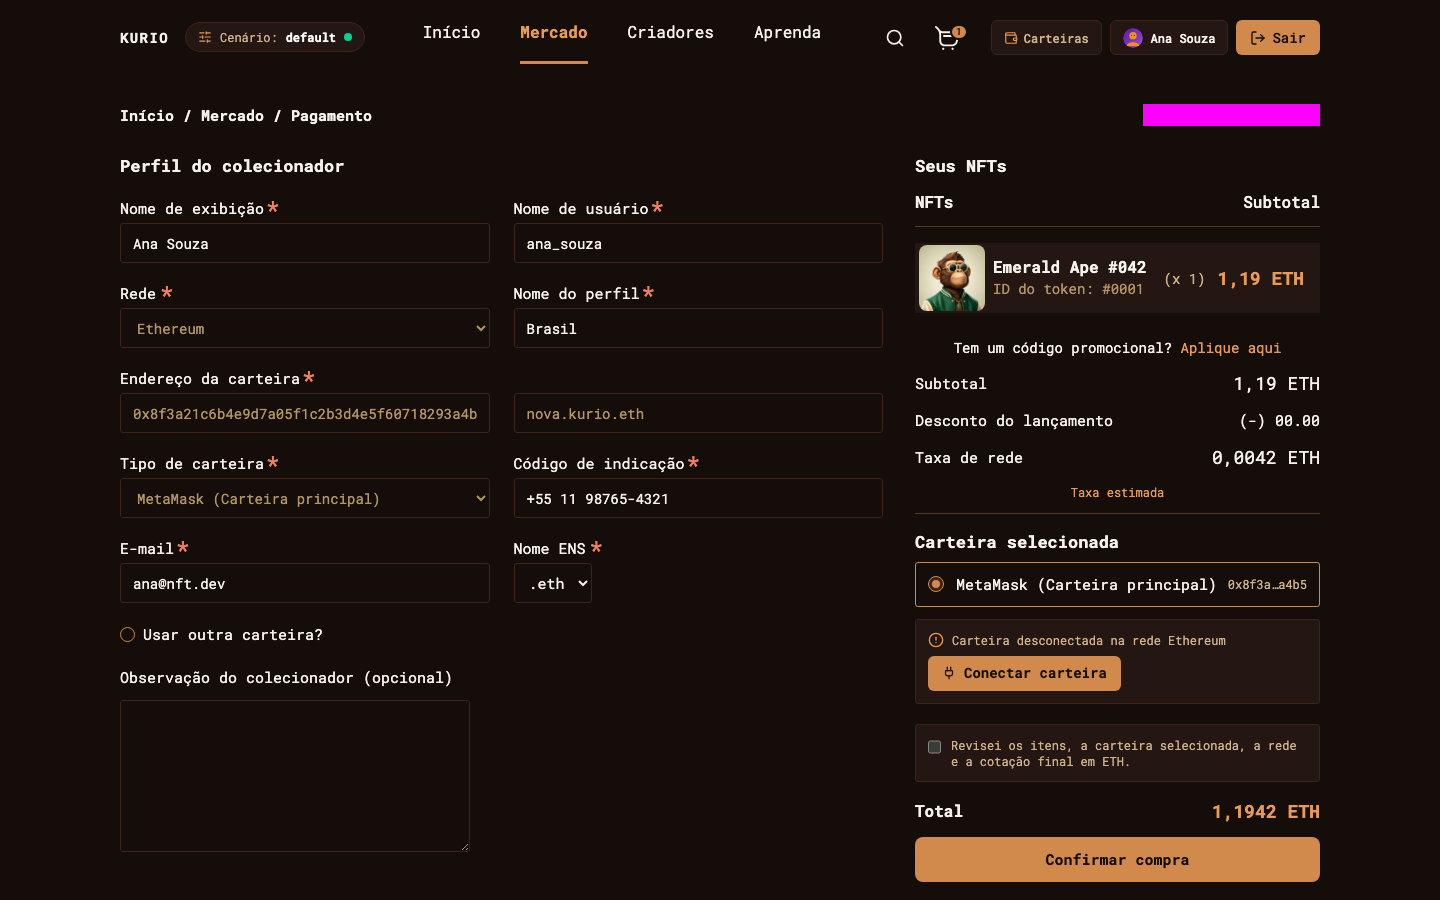 KURIO
Cenário: default
Início
Mercado
Criadores
Aprenda
1
Carteiras
Ana Souza
Sair
Início / Mercado / Pagamento
Perfil do colecionador
Nome de exibição*
Ana Souza
Nome de usuário*
ana_souza
Rede *
Ethereum
Nome do perfil*
Brasil
Endereço da carteira*
0x8f3a21c6b4e9d7a05f1c2b3d4e5f60718293a4b
nova.kurio.eth
Tipo de carteira*
MetaMask (Carteira principal)
Código de indicação*
+55 11 98765-4321
E-mail*
ana@nft.dev
Nome ENS *
.eth
Usar outra carteira?
Observação do colecionador (opcional)
Seus NFTs
NFTs Subtotal
Emerald Ape #042
ID do token: #0001
(x 1) 1,19 ETH
Tem um código promocional? Aplique aqui
Subtotal 1,19 ETH
Desconto do lançamento (-) 00.00
Taxa de rede 0,0042 ETH
Taxa estimada
Carteira selecionada
MetaMask (Carteira principal) 0x8f3a…a4b5
Carteira desconectada na rede Ethereum
Conectar carteira
Revisei os itens, a carteira selecionada, a rede
e a cotação final em ETH.
Total 1,1942 ETH
Confirmar compra